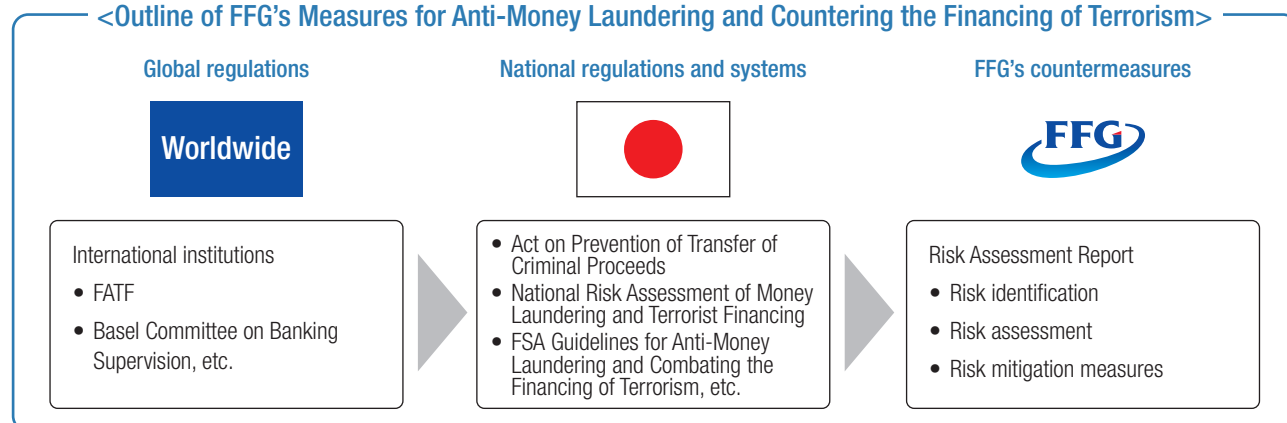 <Outline of FFG's Measures for Anti-Money Laundering and Countering the Financing of Terrorism>
Global regulations
Worldwide
International institutions
• FATF
• Basel Committee on Banking
Supervision, etc.
National regulations and systems
• Act on Prevention of Transfer of
Criminal Proceeds
• National Risk Assessment of Money
Laundering and Terrorist Financing
• FSA Guidelines for Anti-Money
Laundering and Combating the
Financing of Terrorism, etc.
FFG's countermeasures
FFG
Risk Assessment Report
• Risk identification
• Risk assessment
• Risk mitigation measures